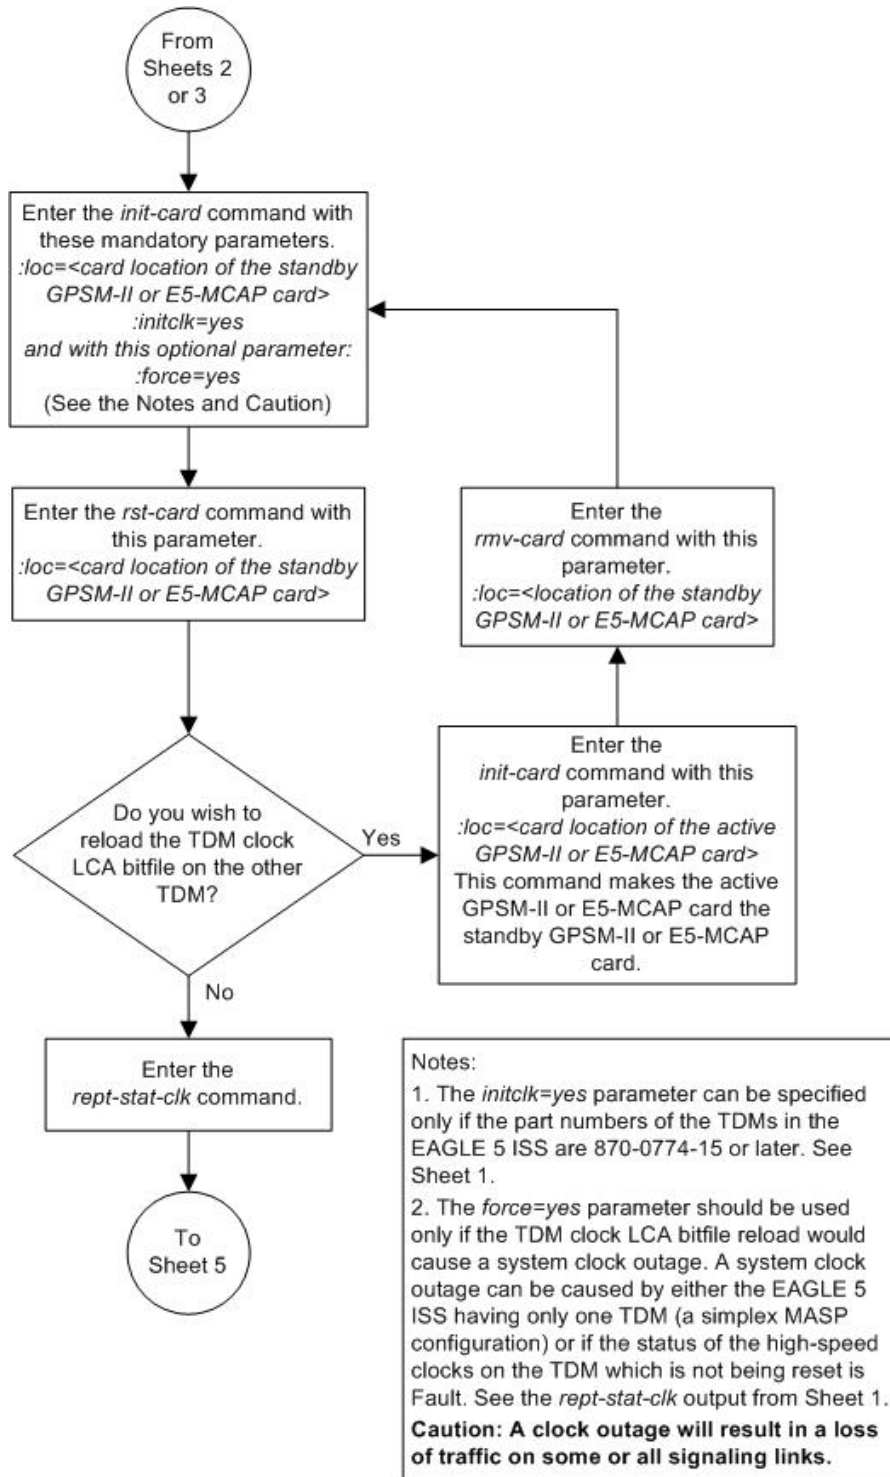 From
Sheets 2
or 3
Enter the init-card command with
these mandatory parameters.
:loc=<card location of the standby
GPSM-II or E5-MCAP card>
:initclk=yes
and with this optional parameter:
:force=yes
(See the Notes and Caution)
Enter the rst-card command with
this parameter.
:loc=<card location of the standby
GPSM-II or E5-MCAP card>
Enter the
rmv-card command with this
parameter.
:loc=<location of the standby
GPSM-II or E5-MCAP card>
Do you wish to
reload the TDM clock
LCA bitfile on the other
TDM?
Yes
Enter the
init-card command with this
parameter.
:loc=<card location of the active
GPSM-II or E5-MCAP card>
This command makes the active
GPSM-II or E5-MCAP card the
standby GPSM-II or E5-MCAP
card.
No
Enter the
rept-stat-clk command.
To
Sheet 5
Notes:
1. The initclk=yes parameter can be specified
only if the part numbers of the TDMs in the
EAGLE 5 ISS are 870-0774-15 or later. See
Sheet 1.
2. The force=yes parameter should be used
only if the TDM clock LCA bitfile reload would
cause a system clock outage. A system clock
outage can be caused by either the EAGLE 5
ISS having only one TDM (a simplex MASP
configuration) or if the status of the high-speed
clocks on the TDM which is not being reset is
Fault. See the rept-stat-clk output from Sheet 1.
Caution: A clock outage will result in a loss
of traffic on some or all signaling links.